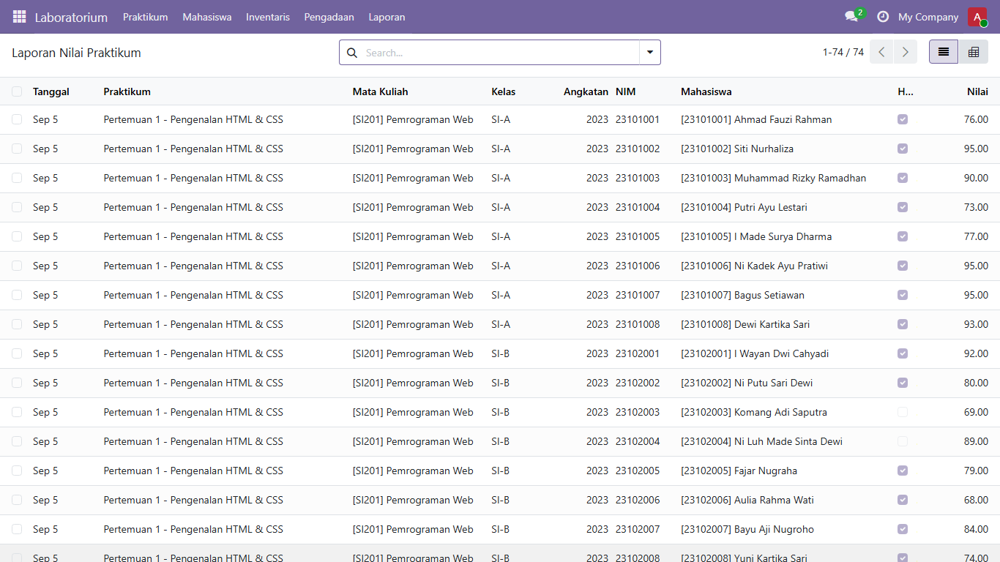 Laboratorium Praktikum Mahasiswa Inventaris Pengadaan Laporan 2 My Company A
Laporan Nilai Praktikum Search... 1-74 / 74
Tanggal Praktikum Mata Kuliah Kelas Angkatan NIM Mahasiswa H... Nilai
Sep 5 Pertemuan 1 - Pengenalan HTML & CSS [SI201] Pemrograman Web SI-A 2023 23101001 [23101001] Ahmad Fauzi Rahman 76.00
Sep 5 Pertemuan 1 - Pengenalan HTML & CSS [SI201] Pemrograman Web SI-A 2023 23101002 [23101002] Siti Nurhaliza 95.00
Sep 5 Pertemuan 1 - Pengenalan HTML & CSS [SI201] Pemrograman Web SI-A 2023 23101003 [23101003] Muhammad Rizky Ramadhan 90.00
Sep 5 Pertemuan 1 - Pengenalan HTML & CSS [SI201] Pemrograman Web SI-A 2023 23101004 [23101004] Putri Ayu Lestari 73.00
Sep 5 Pertemuan 1 - Pengenalan HTML & CSS [SI201] Pemrograman Web SI-A 2023 23101005 [23101005] I Made Surya Dharma 77.00
Sep 5 Pertemuan 1 - Pengenalan HTML & CSS [SI201] Pemrograman Web SI-A 2023 23101006 [23101006] Ni Kadek Ayu Pratiwi 95.00
Sep 5 Pertemuan 1 - Pengenalan HTML & CSS [SI201] Pemrograman Web SI-A 2023 23101007 [23101007] Bagus Setiawan 95.00
Sep 5 Pertemuan 1 - Pengenalan HTML & CSS [SI201] Pemrograman Web SI-A 2023 23101008 [23101008] Dewi Kartika Sari 93.00
Sep 5 Pertemuan 1 - Pengenalan HTML & CSS [SI201] Pemrograman Web SI-B 2023 23102001 [23102001] I Wayan Dwi Cahyadi 92.00
Sep 5 Pertemuan 1 - Pengenalan HTML & CSS [SI201] Pemrograman Web SI-B 2023 23102002 [23102002] Ni Putu Sari Dewi 80.00
Sep 5 Pertemuan 1 - Pengenalan HTML & CSS [SI201] Pemrograman Web SI-B 2023 23102003 [23102003] Komang Adi Saputra 69.00
Sep 5 Pertemuan 1 - Pengenalan HTML & CSS [SI201] Pemrograman Web SI-B 2023 23102004 [23102004] Ni Luh Made Sinta Dewi 89.00
Sep 5 Pertemuan 1 - Pengenalan HTML & CSS [SI201] Pemrograman Web SI-B 2023 23102005 [23102005] Fajar Nugraha 79.00
Sep 5 Pertemuan 1 - Pengenalan HTML & CSS [SI201] Pemrograman Web SI-B 2023 23102006 [23102006] Aulia Rahma Wati 68.00
Sep 5 Pertemuan 1 - Pengenalan HTML & CSS [SI201] Pemrograman Web SI-B 2023 23102007 [23102007] Bayu Aji Nugroho 84.00
Sep 5 Pertemuan 1 - Pengenalan HTML & CSS [SI201] Pemrograman Web SI-B 2023 23102008 [23102008] Yuni Kartika Sari 74.00